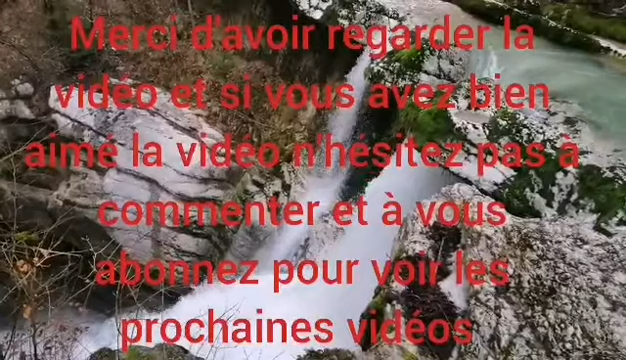 Merci d'avoir regarder la
vidéo et si vous avez bien
aimé la vidéo n'hésitez pas à
commenter et à vous
abonnez pour voir les
prochaines vidéos